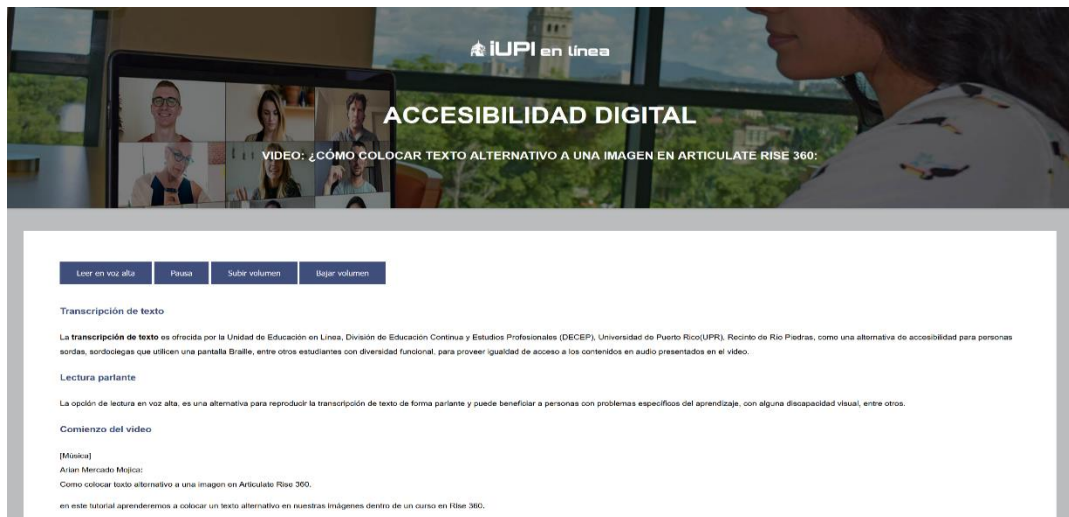 iUPI en línea
ACCESIBILIDAD DIGITAL
VIDEO: ¿CÓMO COLOCAR TEXTO ALTERNATIVO A UNA IMAGEN EN ARTICULATE RISE 360:
Leer en voz alta Pausa Subir volumen Bajar volumen
Transcripción de texto
La transcripción de texto es ofrecida por la Unidad de Educación en Línea, División de Educación Continua y Estudios Profesionales (DECEP), Universidad de Puerto Rico(UPR), Recinto de Río Piedras, como una alternativa de accesibilidad para personas
sordas, sordociegas que utilicen una pantalla Braille, entre otros estudiantes con diversidad funcional, para proveer igualdad de acceso a los contenidos en audio presentados en el video.
Lectura parlante
La opción de lectura en voz alta, es una alternativa para reproducir la transcripción de texto de forma parlante y puede beneficiar a personas con problemas específicos del aprendizaje, con alguna discapacidad visual, entre otros.
Comienzo del video
[Música]
Arian Mercado Mojica:
Como colocar texto alternativo a una imagen en Articulate Rise 360.
en este tutorial aprenderemos a colocar un texto alternativo en nuestras imágenes dentro de un curso en Rise 360.